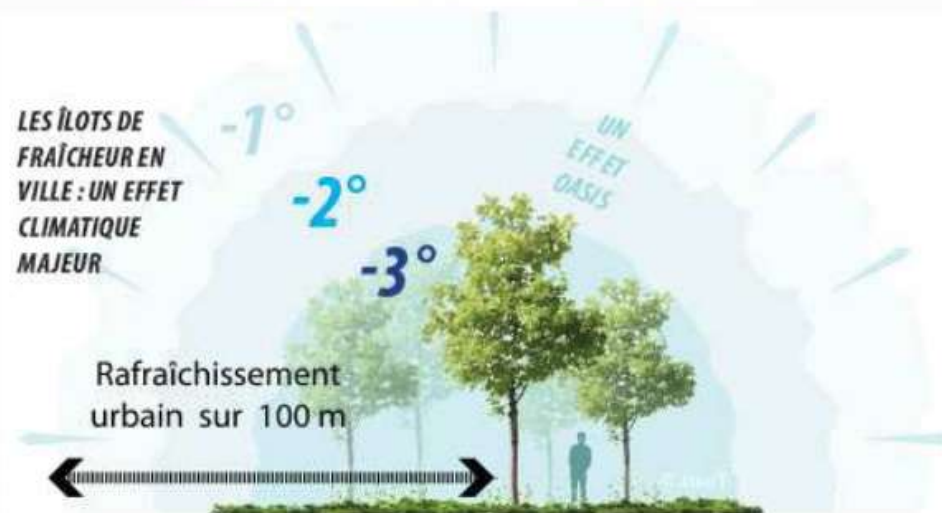 LES ÎLOTS DE
FRAÎCHEUR EN
VILLE : UN EFFET
CLIMATIQUE
MAJEUR
-1°
-2°
-3°
UN
EFFET
OASIS
Rafraîchissement
urbain sur 100 m